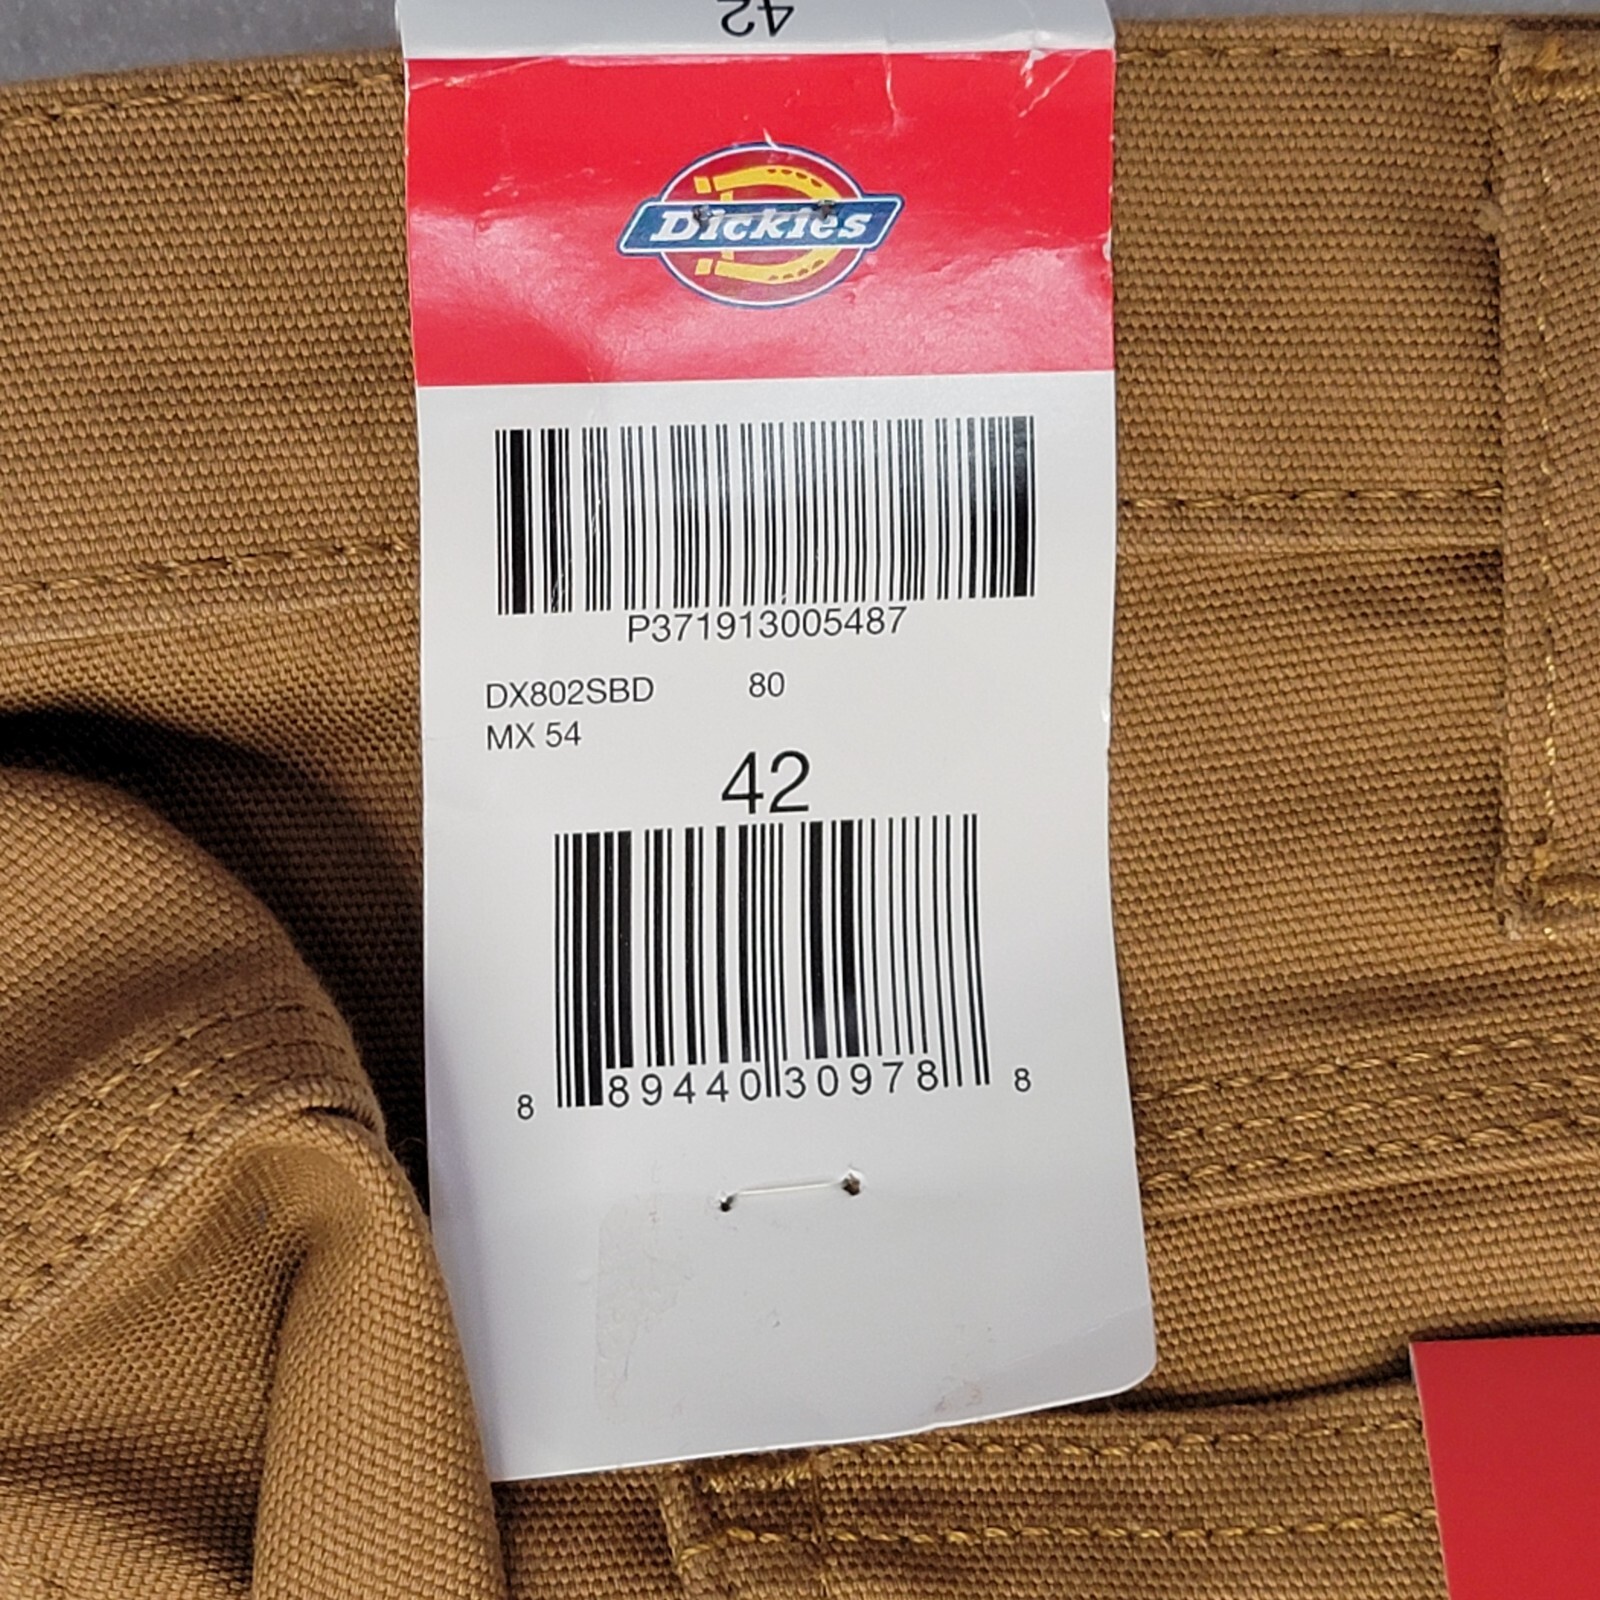 42
Dickies
P371913005487
DX802SBD 80
MX 54
42
8 89440 30978 8